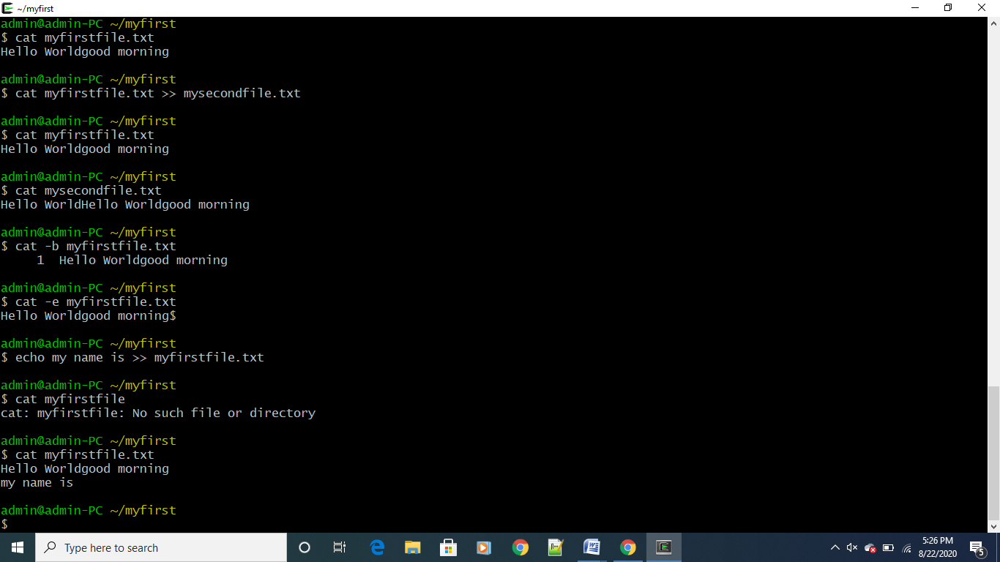 ~/myfirst
admin@admin-PC ~/myfirst
$ cat myfirstfile.txt
Hello Worldgood morning
admin@admin-PC ~/myfirst
$ cat myfirstfile.txt >> mysecondfile.txt
admin@admin-PC ~/myfirst
$ cat myfirstfile.txt
Hello Worldgood morning
admin@admin-PC ~/myfirst
$ cat mysecondfile.txt
Hello WorldHello Worldgood morning
admin@admin-PC ~/myfirst
$ cat -b myfirstfile.txt
     1  Hello Worldgood morning
admin@admin-PC ~/myfirst
$ cat -e myfirstfile.txt
Hello Worldgood morning$
admin@admin-PC ~/myfirst
$ echo my name is >> myfirstfile.txt
admin@admin-PC ~/myfirst
$ cat myfirstfile
cat: myfirstfile: No such file or directory
admin@admin-PC ~/myfirst
$ cat myfirstfile.txt
Hello Worldgood morning
my name is
admin@admin-PC ~/myfirst
$
Type here to search
5:26 PM
8/22/2020
5